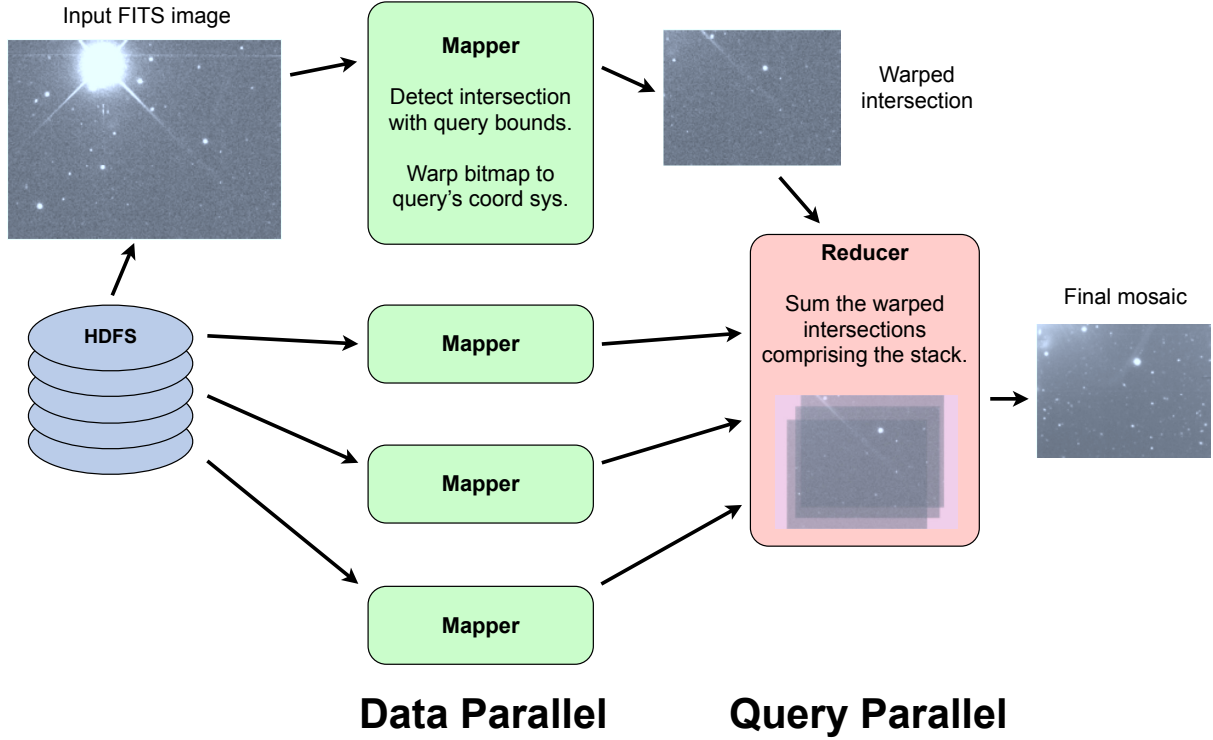 Input FITS image
Mapper
Detect intersection
with query bounds.
Warp bitmap to
query's coord sys.
Warped
intersection
HDFS
Mapper
Mapper
Mapper
Reducer
Sum the warped
intersections
comprising the stack.
Final mosaic
Data Parallel
Query Parallel